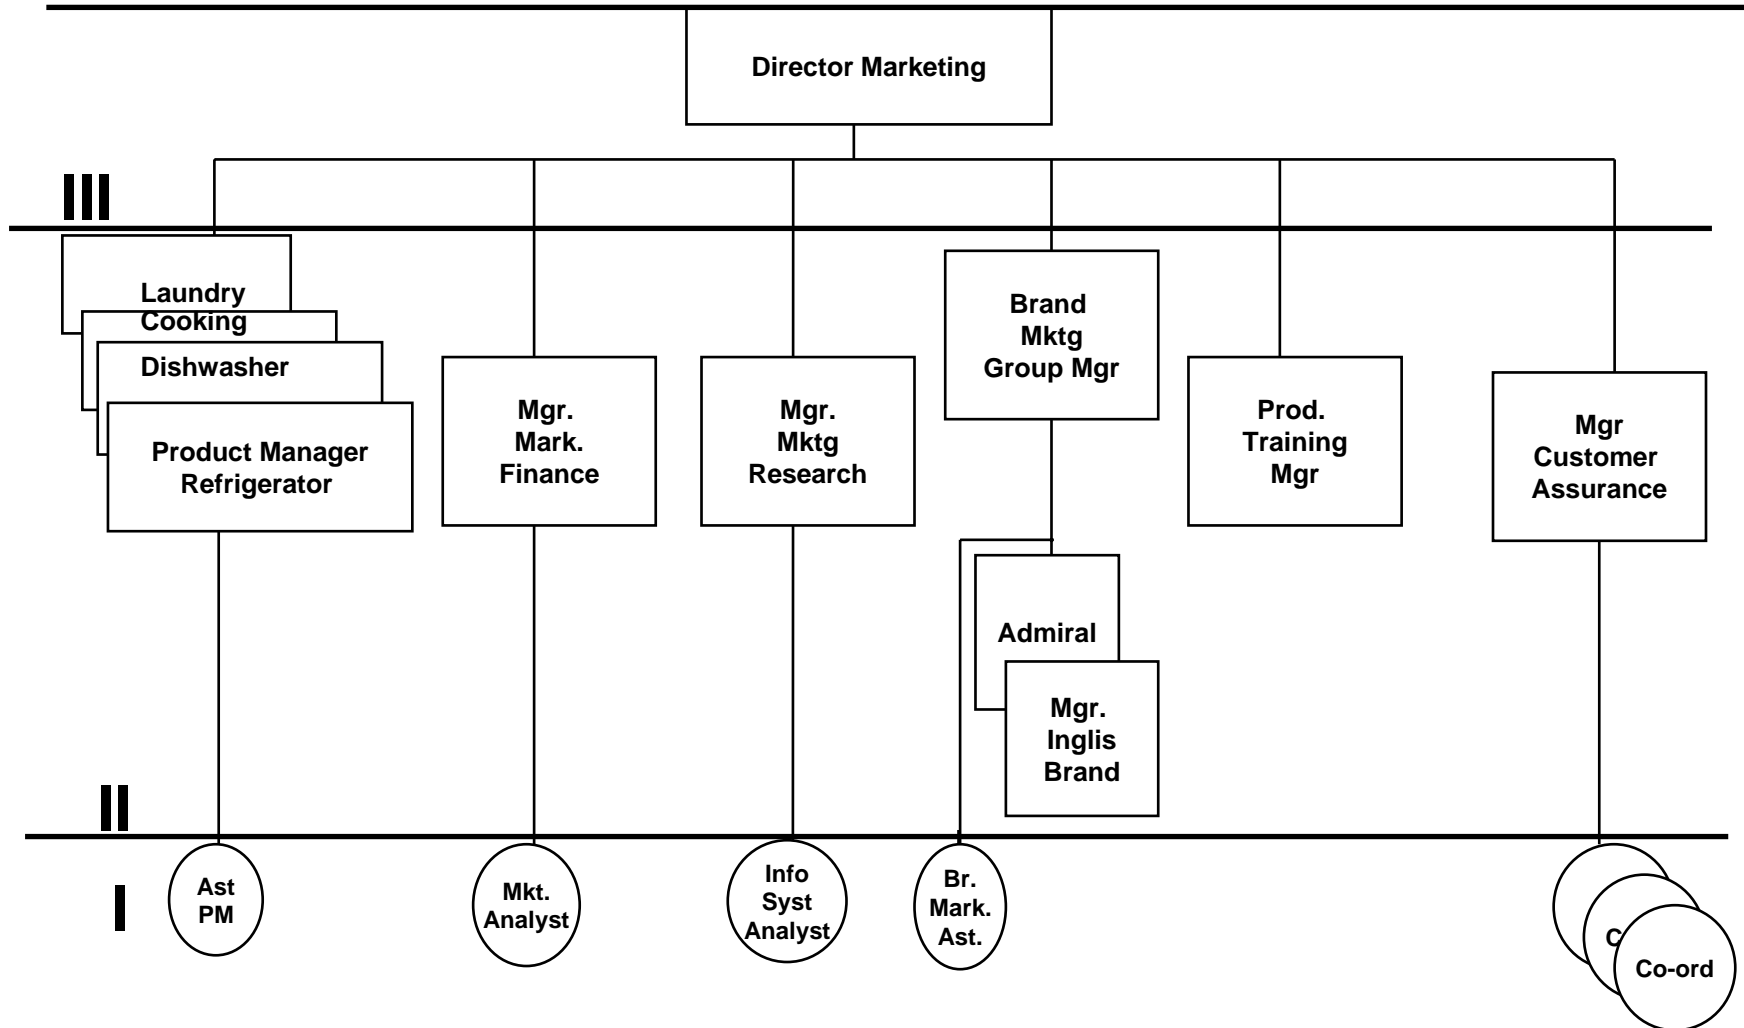 Director Marketing
III
Laundry
Cooking
Dishwasher
Product Manager
Refrigerator
Mgr.
Mark.
Finance
Mgr.
Mktg
Research
Brand
Mktg
Group Mgr
Prod.
Training
Mgr
Mgr
Customer
Assurance
Admiral
Mgr.
Inglis
Brand
II
I
Ast
PM
Mkt.
Analyst
Info
Syst
Analyst
Br.
Mark.
Ast.
Co-ord